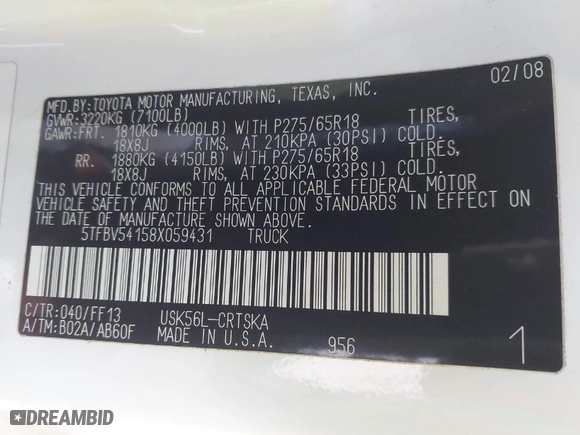 MFD.BY:TOYOTA MOTOR MANUFACTURING, TEXAS, INC. 02/08
GVWR:3220KG (7100LB)
GAWR:FRT. 1810KG (4000LB) WITH P275/65R18 TIRES,
18X8J RIMS, AT 210KPA (30PSI) COLD.
RR. 1880KG (4150LB) WITH P275/65R18 TIRES,
18X8J RIMS, AT 230KPA (33PSI) COLD.
THIS VEHICLE CONFORMS TO ALL APPLICABLE FEDERAL MOTOR
VEHICLE SAFETY AND THEFT PREVENTION STANDARDS IN EFFECT
ON THE DATE OF MANUFACTURE SHOWN ABOVE.
5TFBV54158X059431 TRUCK
C/TR:040/FF13 USK56L-CRTSKA
A/TM:B02A/AB60F MADE IN U.S.A. 956 1
DREAMBID